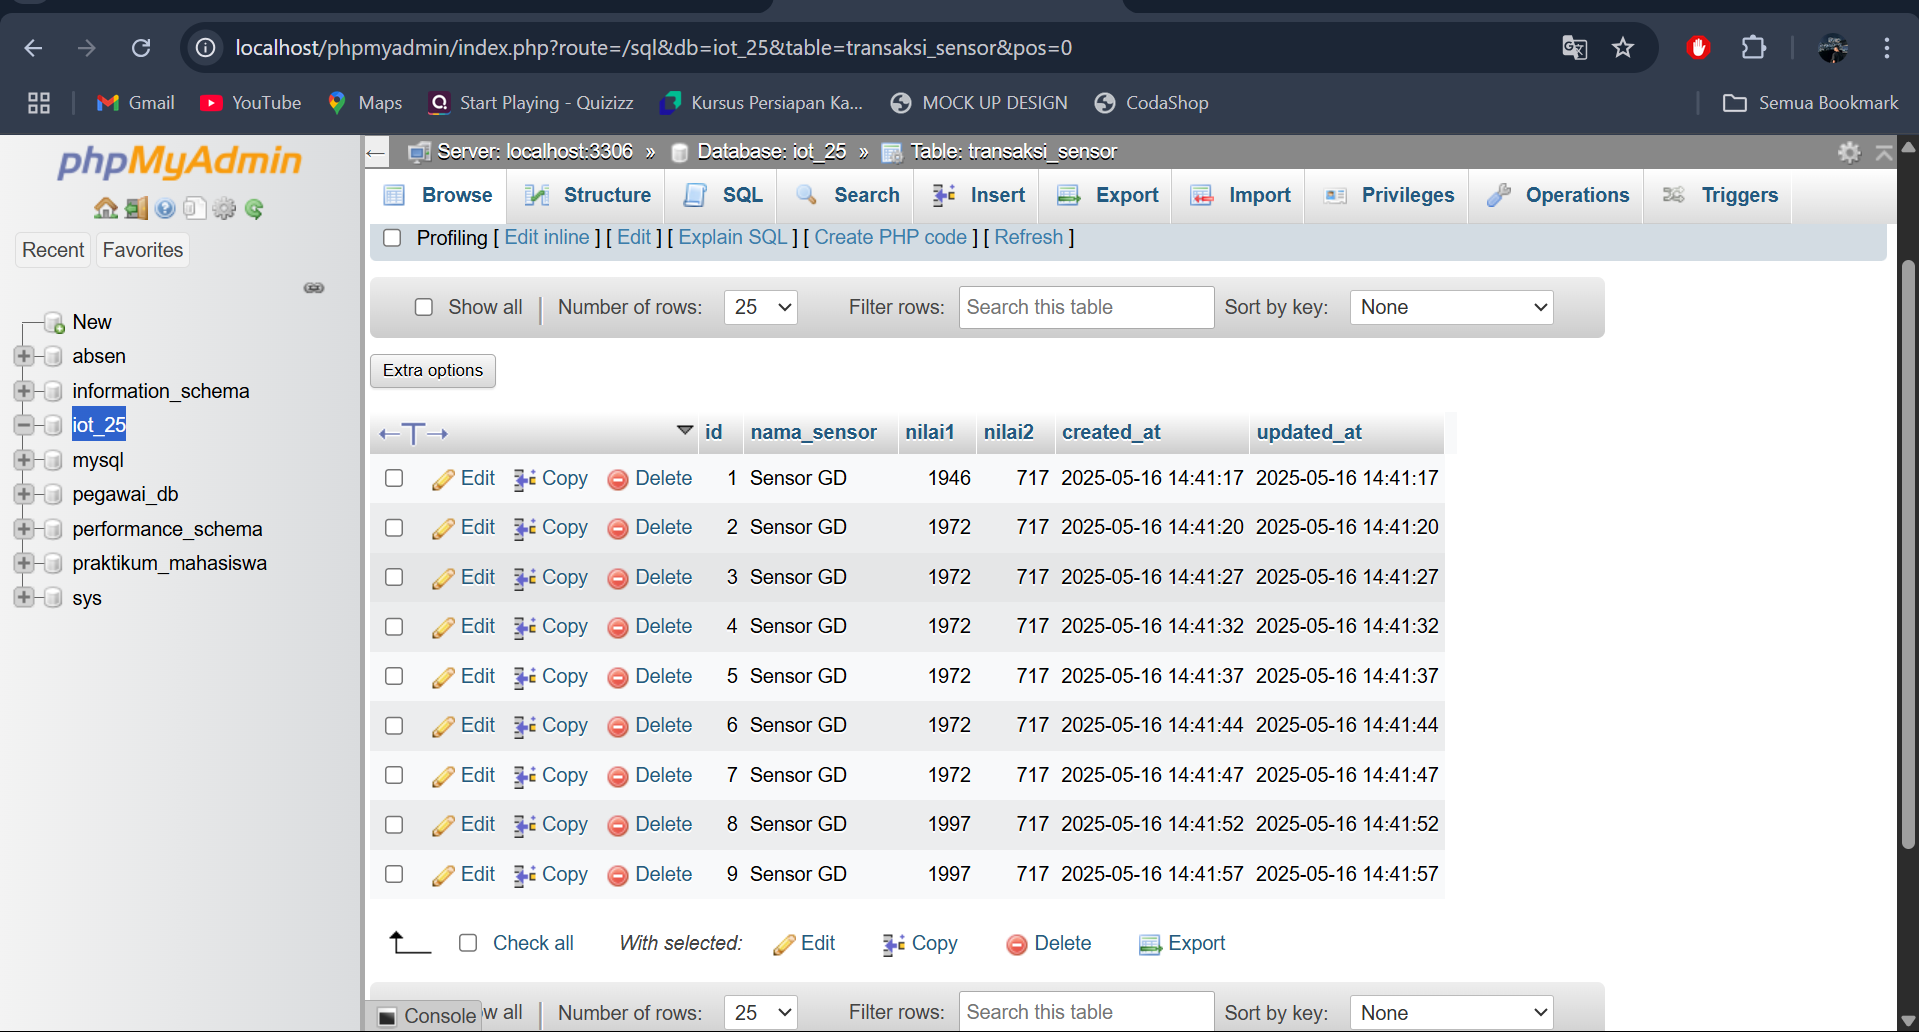 localhost/phpmyadmin/index.php?route=/sql&db=iot_25&table=transaksi_sensor&pos=0
Gmail YouTube Maps Start Playing - Quizizz Kursus Persiapan Ka... MOCK UP DESIGN CodaShop Semua Bookmark
phpMyAdmin
Recent Favorites
New
absen
information_schema
iot_25
mysql
pegawai_db
performance_schema
praktikum_mahasiswa
sys
Server: localhost:3306 » Database: iot_25 » Table: transaksi_sensor
Browse Structure SQL Search Insert Export Import Privileges Operations Triggers
Profiling [ Edit inline ] [ Edit ] [ Explain SQL ] [ Create PHP code ] [ Refresh ]
Show all Number of rows: 25 Filter rows: Search this table Sort by key: None
Extra options
id nama_sensor nilai1 nilai2 created_at updated_at
Edit Copy Delete 1 Sensor GD 1946 717 2025-05-16 14:41:17 2025-05-16 14:41:17
Edit Copy Delete 2 Sensor GD 1972 717 2025-05-16 14:41:20 2025-05-16 14:41:20
Edit Copy Delete 3 Sensor GD 1972 717 2025-05-16 14:41:27 2025-05-16 14:41:27
Edit Copy Delete 4 Sensor GD 1972 717 2025-05-16 14:41:32 2025-05-16 14:41:32
Edit Copy Delete 5 Sensor GD 1972 717 2025-05-16 14:41:37 2025-05-16 14:41:37
Edit Copy Delete 6 Sensor GD 1972 717 2025-05-16 14:41:44 2025-05-16 14:41:44
Edit Copy Delete 7 Sensor GD 1972 717 2025-05-16 14:41:47 2025-05-16 14:41:47
Edit Copy Delete 8 Sensor GD 1997 717 2025-05-16 14:41:52 2025-05-16 14:41:52
Edit Copy Delete 9 Sensor GD 1997 717 2025-05-16 14:41:57 2025-05-16 14:41:57
Check all With selected: Edit Copy Delete Export
Console w all Number of rows: 25 Filter rows: Search this table Sort by key: None